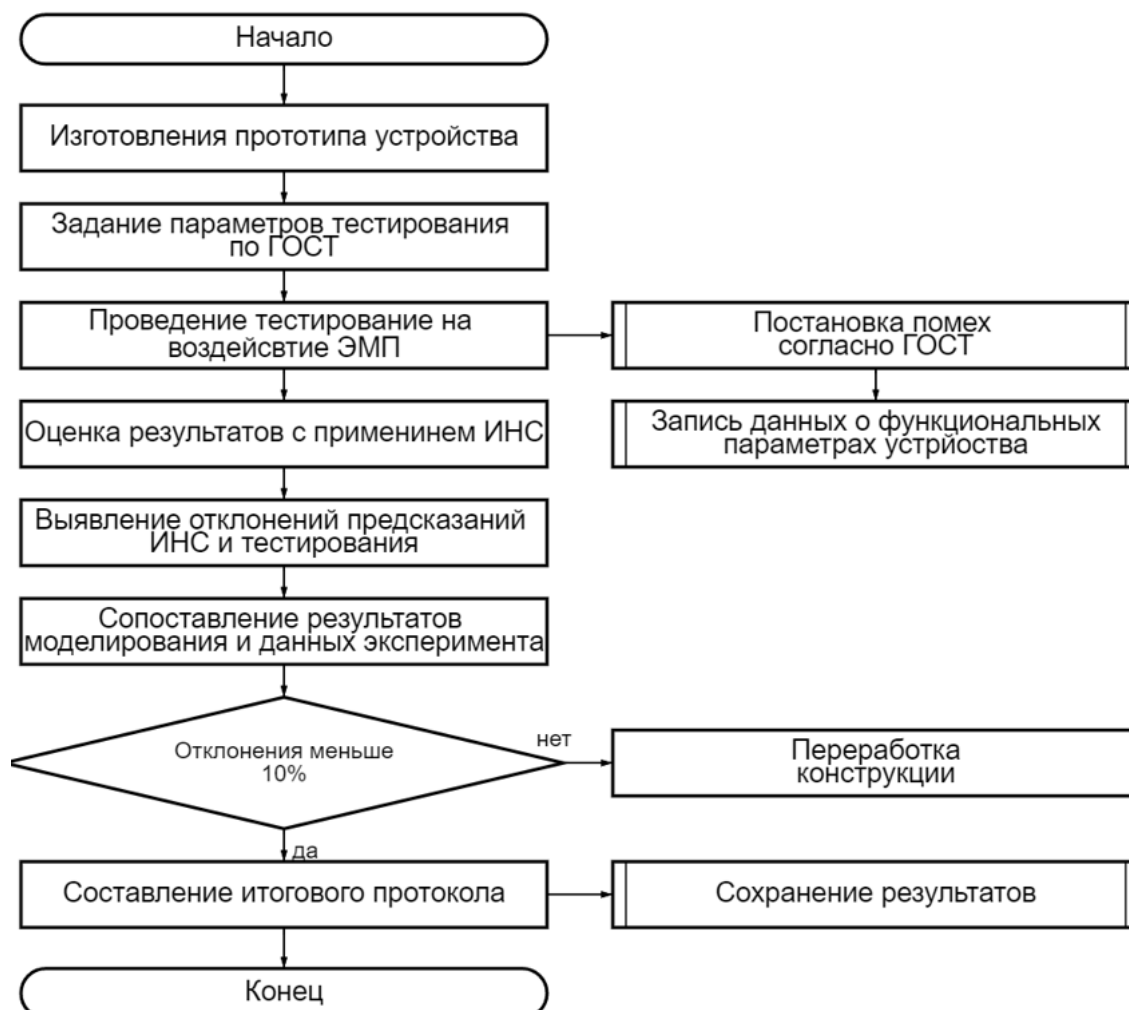 Начало
Изготовления прототипа устройства
Задание параметров тестирования
по ГОСТ
Проведение тестирование на
воздейсвтие ЭМП
Постановка помех
согласно ГОСТ
Оценка результатов с применинем ИНС
Запись данных о функциональных
параметрах устрйоства
Выявление отклонений предсказаний
ИНС и тестирования
Сопоставление результатов
моделирования и данных эксперимента
Отклонения меньше
10%
нет
Переработка
конструкции
да
Составление итогового протокола
Сохранение результатов
Конец